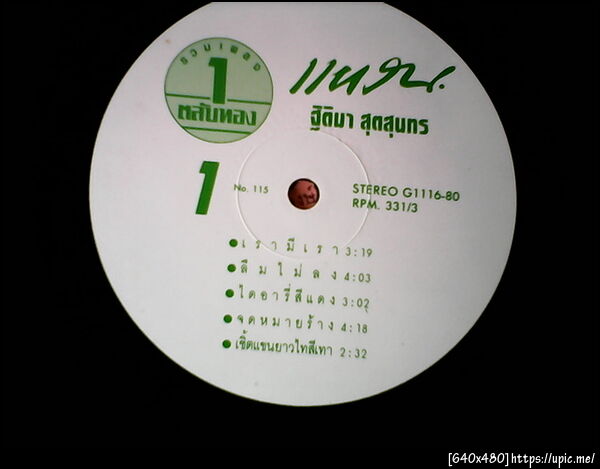 รวมเพลง
1
ตลับทอง
แหวน.
ฐิติมา สุตสุนทร
1
No. 115
STEREO G1116-80
RPM. 331/3
เรามีเรา 3:19
ลืมไม่ลง 4:03
ไดอารี่สีแดง 3:02
จดหมายร้าง 4:18
เชิ้ตแขนยาวไทสีเทา 2:32
[640x480]https://upic.me/